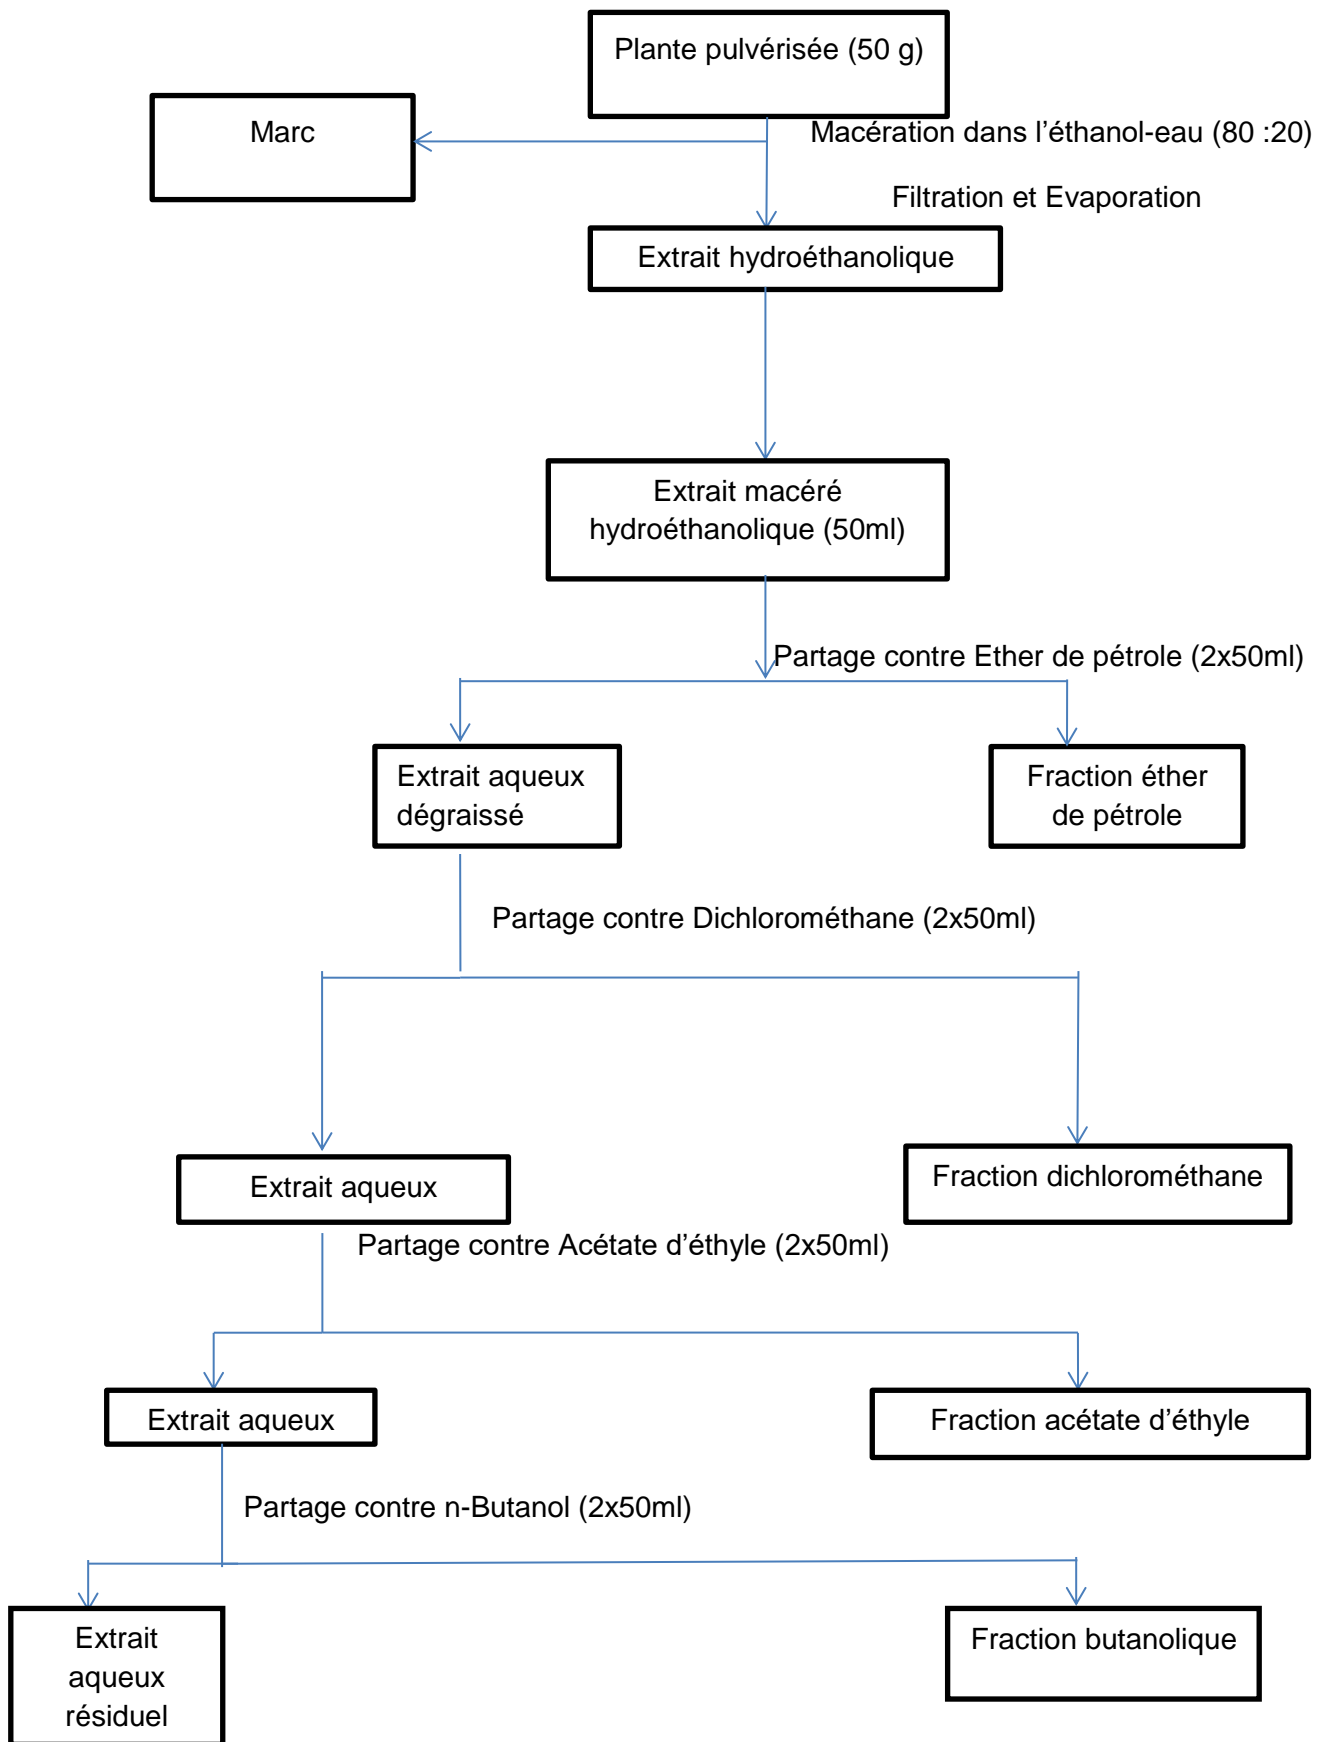 Plante pulvérisée (50 g)
Marc
Macération dans l’éthanol-eau (80 :20)
Filtration et Evaporation
Extrait hydroéthanolique
Extrait macéré
hydroéthanolique (50ml)
Partage contre Ether de pétrole (2x50ml)
Extrait aqueux
dégraissé
Fraction éther
de pétrole
Partage contre Dichlorométhane (2x50ml)
Extrait aqueux
Fraction dichlorométhane
Partage contre Acétate d’éthyle (2x50ml)
Extrait aqueux
Fraction acétate d’éthyle
Partage contre n-Butanol (2x50ml)
Extrait
aqueux
résiduel
Fraction butanolique